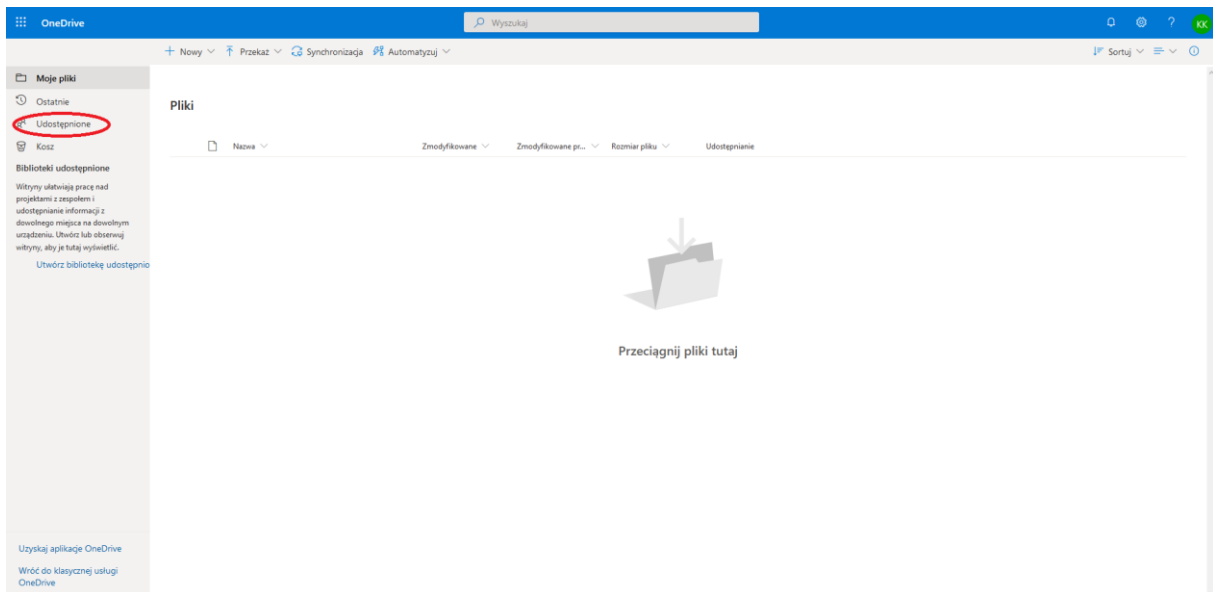 OneDrive
Wyszukaj
KK
Nowy
Przekaż
Synchronizacja
Automatyzuj
Sortuj
Moje pliki
Ostatnie
Udostępnione
Kosz
Biblioteki udostępnione
Witryny ułatwiają pracę nad
projektami z zespołem i
udostępnianie informacji z
dowolnego miejsca na dowolnym
urządzeniu. Utwórz lub obserwuj
witryny, aby je tutaj wyświetlić.
Utwórz bibliotekę udostępnio
Uzyskaj aplikacje OneDrive
Wróć do klasycznej usługi
OneDrive
Pliki
Nazwa
Zmodyfikowane
Zmodyfikowane pr...
Rozmiar pliku
Udostępnianie
Przeciągnij pliki tutaj